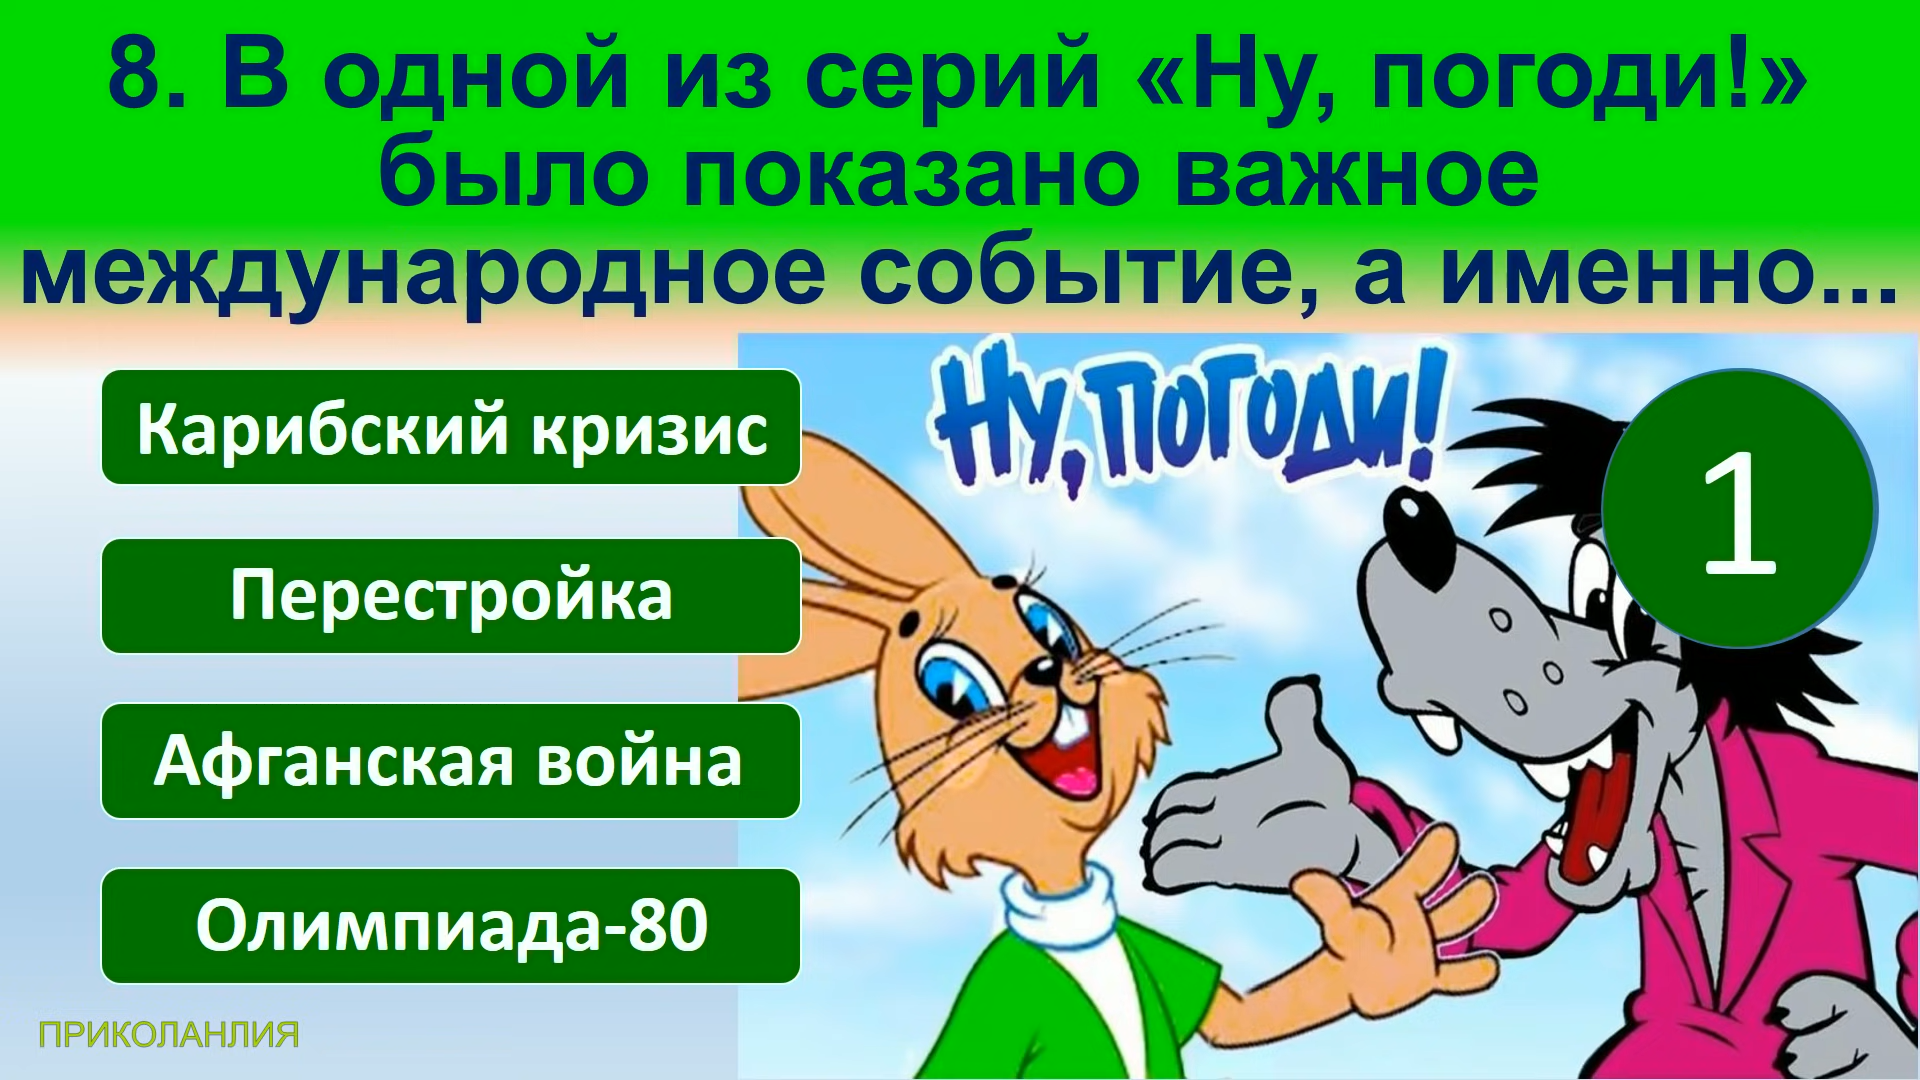 8. В одной из серий «Ну, погоди!»
было показано важное
международное событие, а именно...
Ну, погоди!
1
Карибский кризис
Перестройка
Афганская война
Олимпиада-80
ПРИКОЛАНЛИЯ